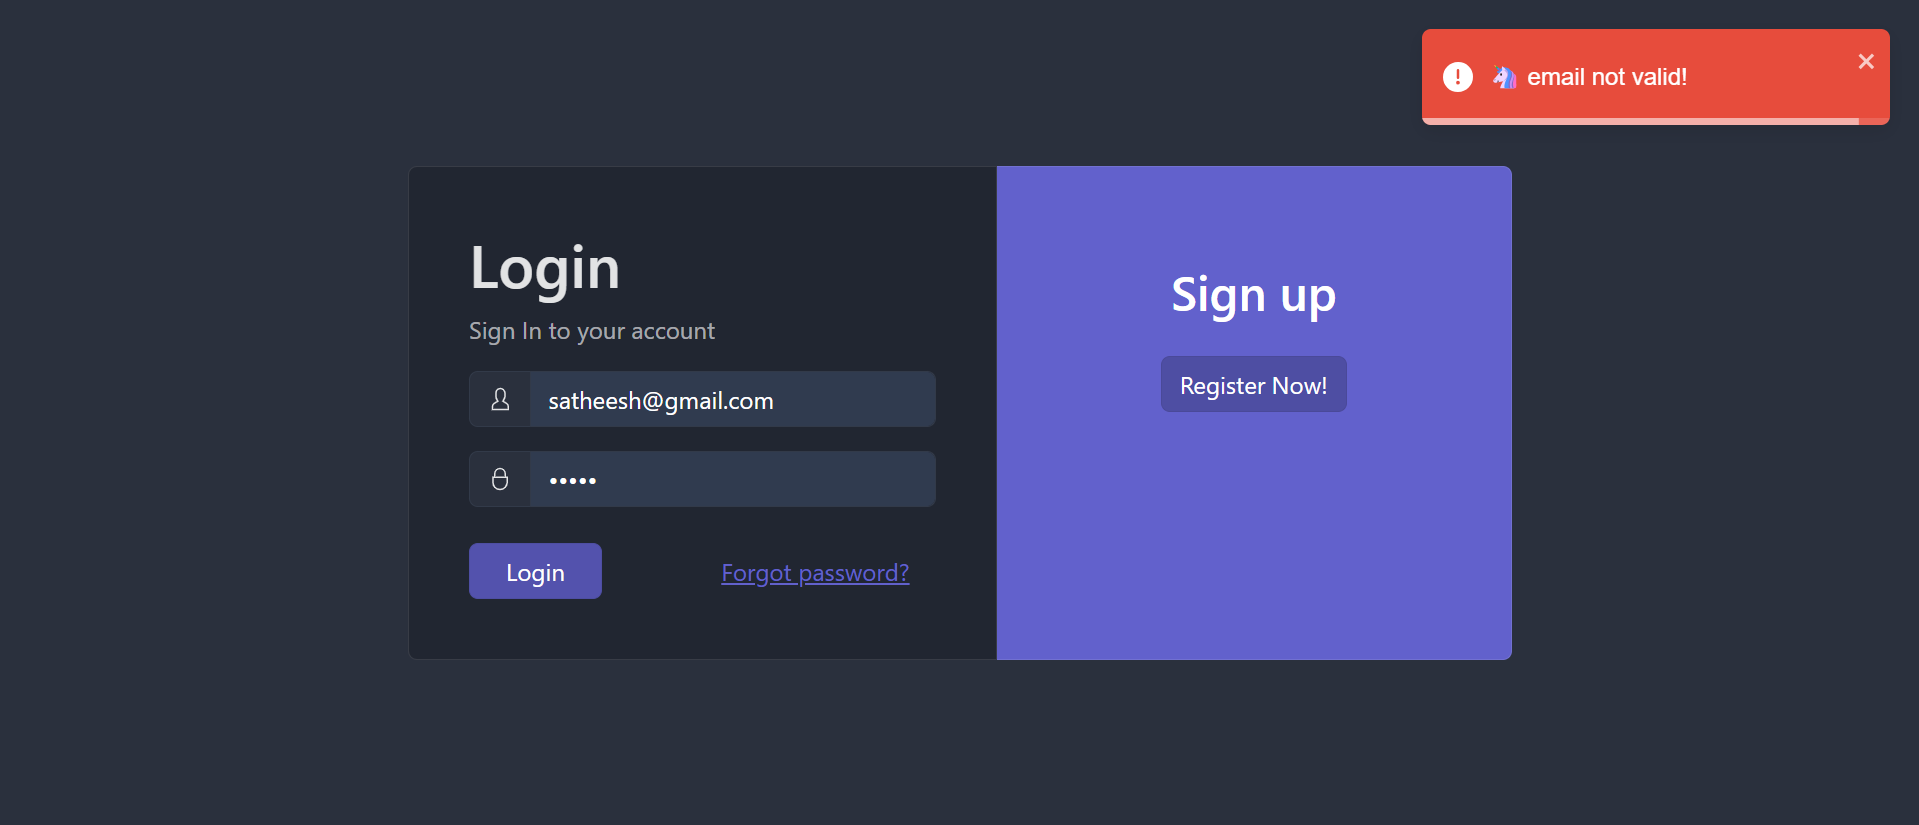 🦄 email not valid!
Login
Sign In to your account
satheesh@gmail.com
•••••
Login
Forgot password?
Sign up
Register Now!